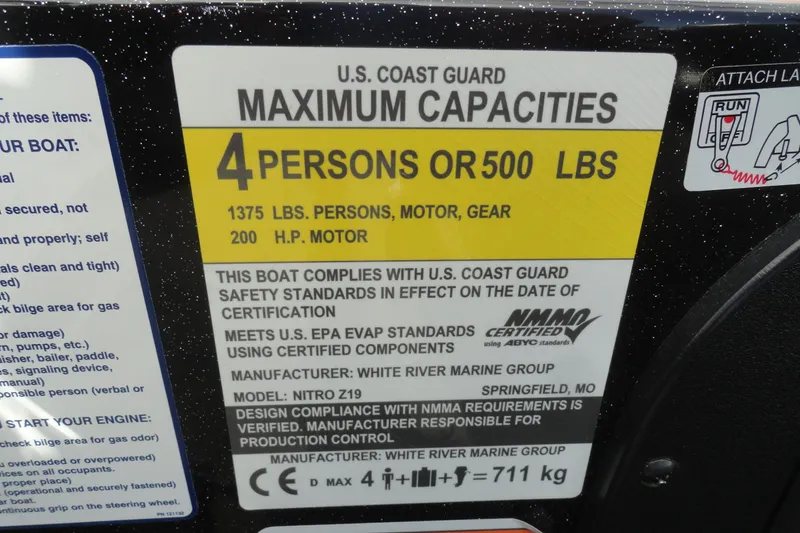 of these items:
UR BOAT:
ual
s secured, not
and properly; self
als clean and tight)
ed)
t)
ck bilge area for gas
or damage)
rn, pumps, etc.)
uisher, bailer, paddle,
es, signaling device,
manual)
ponsible person (verbal or
U START YOUR ENGINE:
check bilge area for gas odor)
u overloaded or overpowered)
vices on all occupants.
proper place)
(operational and securely fastened)
ar boat.
ontinuous grip on the steering wheel.
U.S. COAST GUARD
MAXIMUM CAPACITIES
4 PERSONS OR 500 LBS
1375 LBS. PERSONS, MOTOR, GEAR
200 H.P. MOTOR
THIS BOAT COMPLIES WITH U.S. COAST GUARD
SAFETY STANDARDS IN EFFECT ON THE DATE OF
CERTIFICATION
MEETS U.S. EPA EVAP STANDARDS
USING CERTIFIED COMPONENTS
NMMA
CERTIFIED
using ABYC standards
MANUFACTURER: WHITE RIVER MARINE GROUP
MODEL: NITRO Z19 SPRINGFIELD, MO
DESIGN COMPLIANCE WITH NMMA REQUIREMENTS IS
VERIFIED. MANUFACTURER RESPONSIBLE FOR
PRODUCTION CONTROL
MANUFACTURER: WHITE RIVER MARINE GROUP
CE D MAX 4 + + = 711 kg
ATTACH LA
RUN
OFF